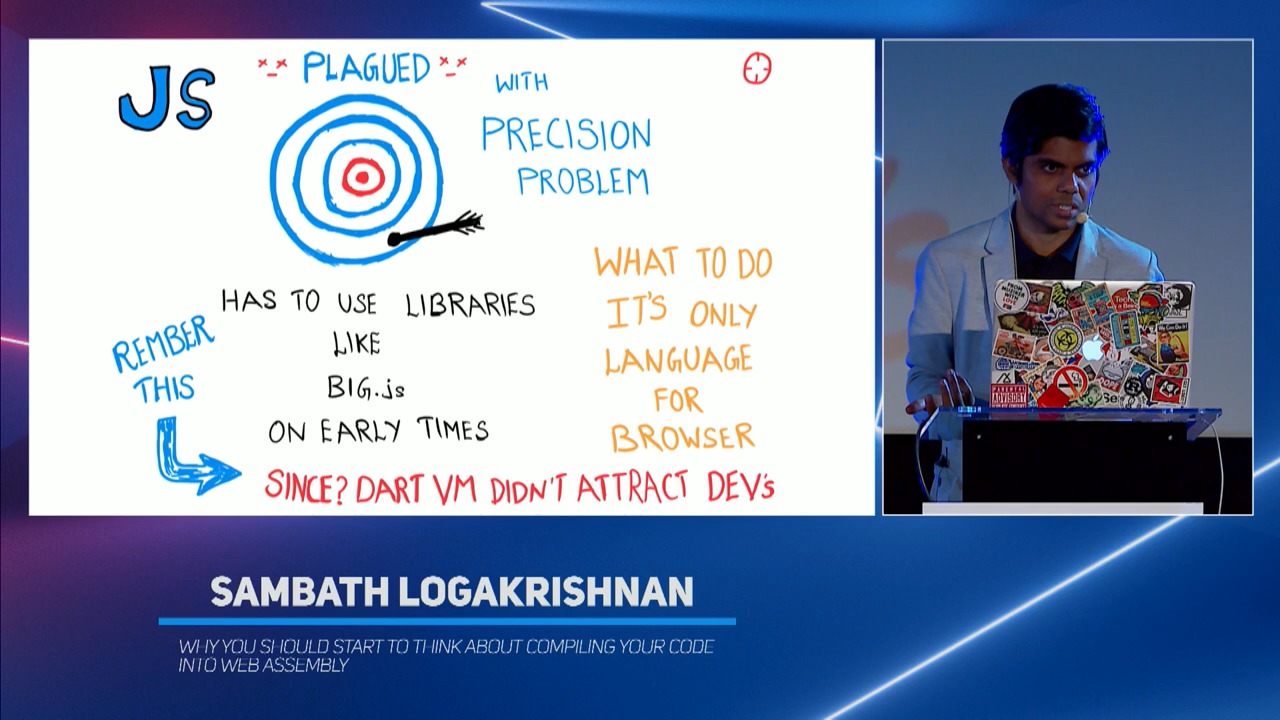 JS
PLAGUED
WITH
PRECISION
PROBLEM
HAS TO USE LIBRARIES
LIKE
BIG.js
ON EARLY TIMES
REMBER
THIS
WHAT TO DO
IT'S ONLY
LANGUAGE
FOR
BROWSER
SINCE? DART VM DIDN'T ATTRACT DEV'S
SAMBATH LOGAKRISHNAN
WHY YOU SHOULD START TO THINK ABOUT COMPILING YOUR CODE
INTO WEB ASSEMBLY